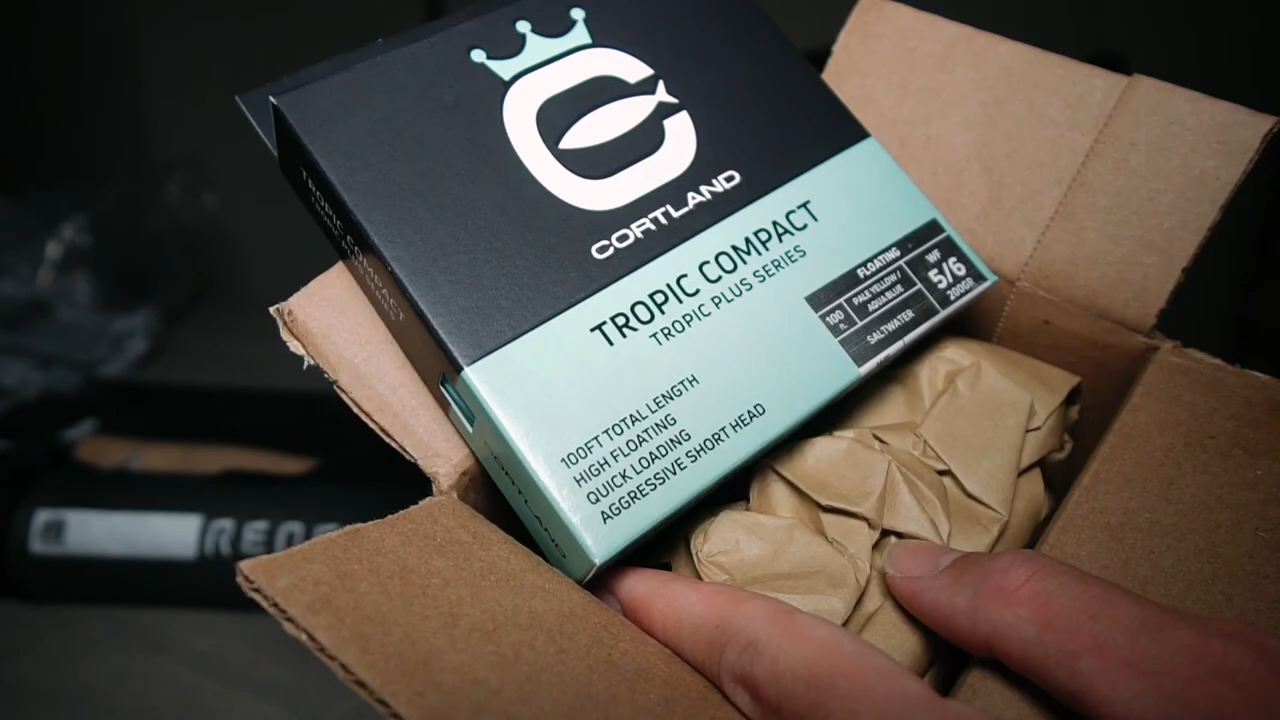 CORTLAND
TROPIC COMPACT
TROPIC PLUS SERIES
FLOATING
100 FT.
PALE YELLOW /
AQUA BLUE
SALTWATER
WF
5/6
200GR
100FT TOTAL LENGTH
HIGH FLOATING
QUICK LOADING
AGGRESSIVE SHORT HEAD
TROPIC COMPACT
CORTLAND